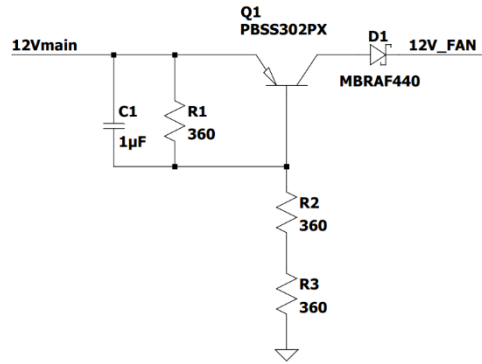 Q1
PBSS302PX
D1
12Vmain
12V_FAN
MBRAF440
C1
1µF
R1
360
R2
360
R3
360